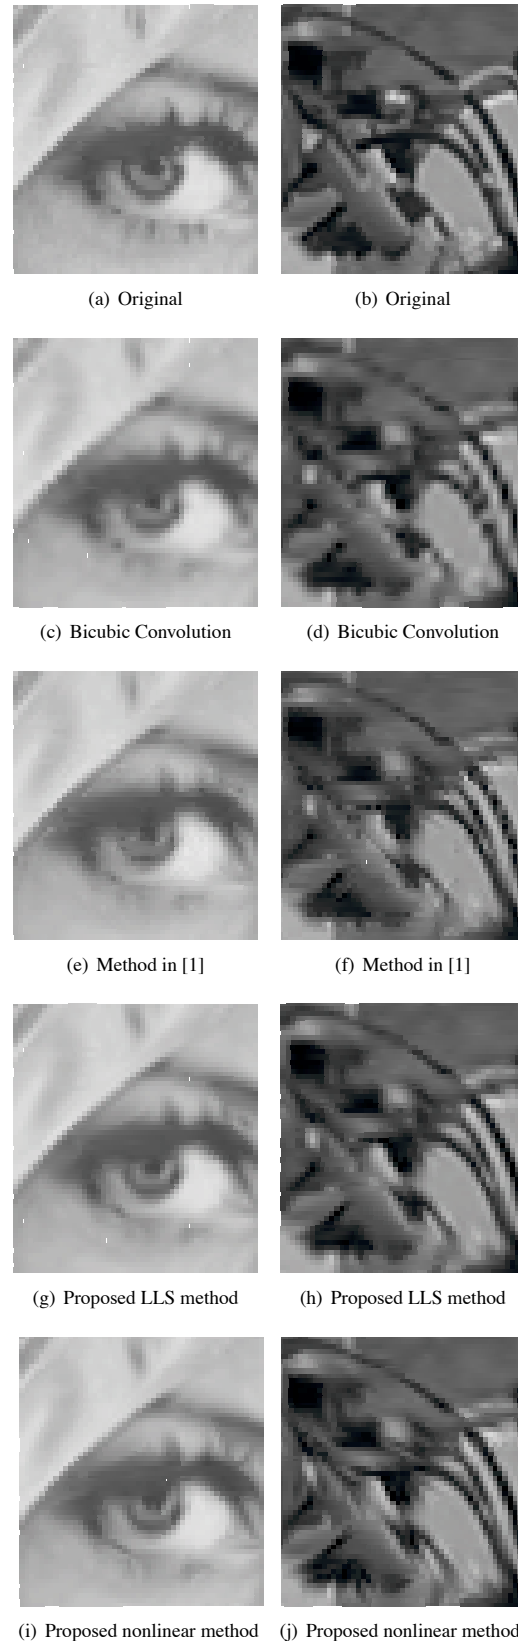 (a) Original
(b) Original
(c) Bicubic Convolution
(d) Bicubic Convolution
(e) Method in [1]
(f) Method in [1]
(g) Proposed LLS method
(h) Proposed LLS method
(i) Proposed nonlinear method
(j) Proposed nonlinear method